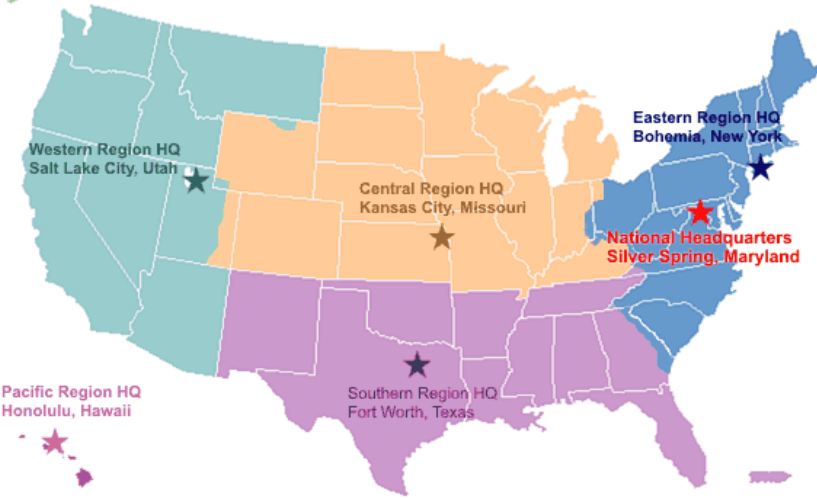 Eastern Region HQ
Bohemia, New York
Western Region HQ
Salt Lake City, Utah
Central Region HQ
Kansas City, Missouri
National Headquarters
Silver Spring, Maryland
Pacific Region HQ
Honolulu, Hawaii
Southern Region HQ
Fort Worth, Texas